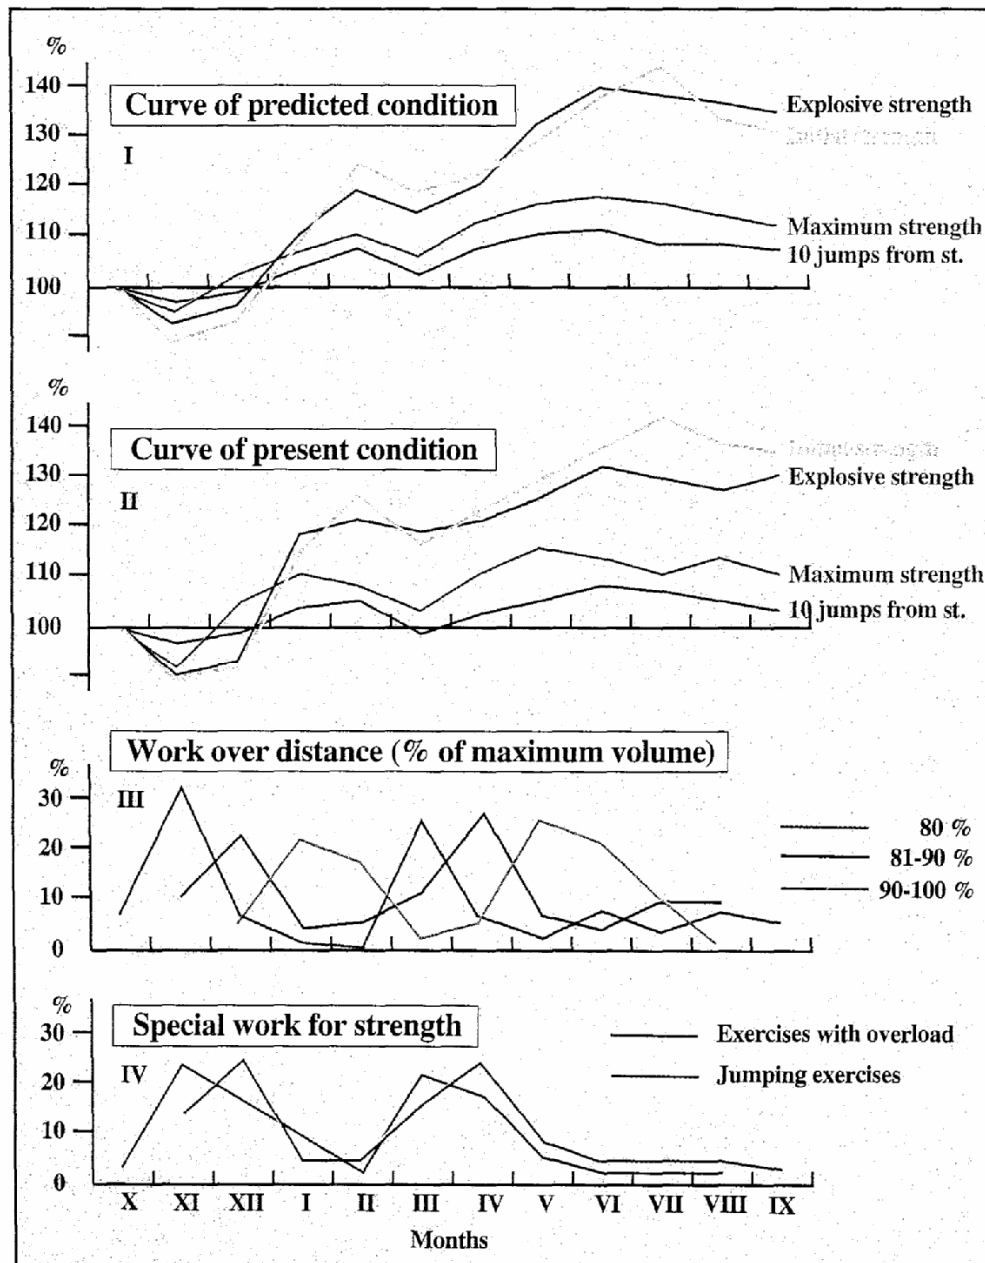 %
140
Curve of predicted condition
Explosive strength
130
I
120
110
Maximum strength
10 jumps from st.
100
%
140
Curve of present condition
130
Explosive strength
II
120
110
Maximum strength
10 jumps from st.
100
Work over distance (% of maximum volume)
%
III
30
80 %
20
81-90 %
10
90-100 %
0
%
Special work for strength
30
Exercises with overload
IV
Jumping exercises
20
10
0
X XI XII I II III IV V VI VII VIII IX
Months